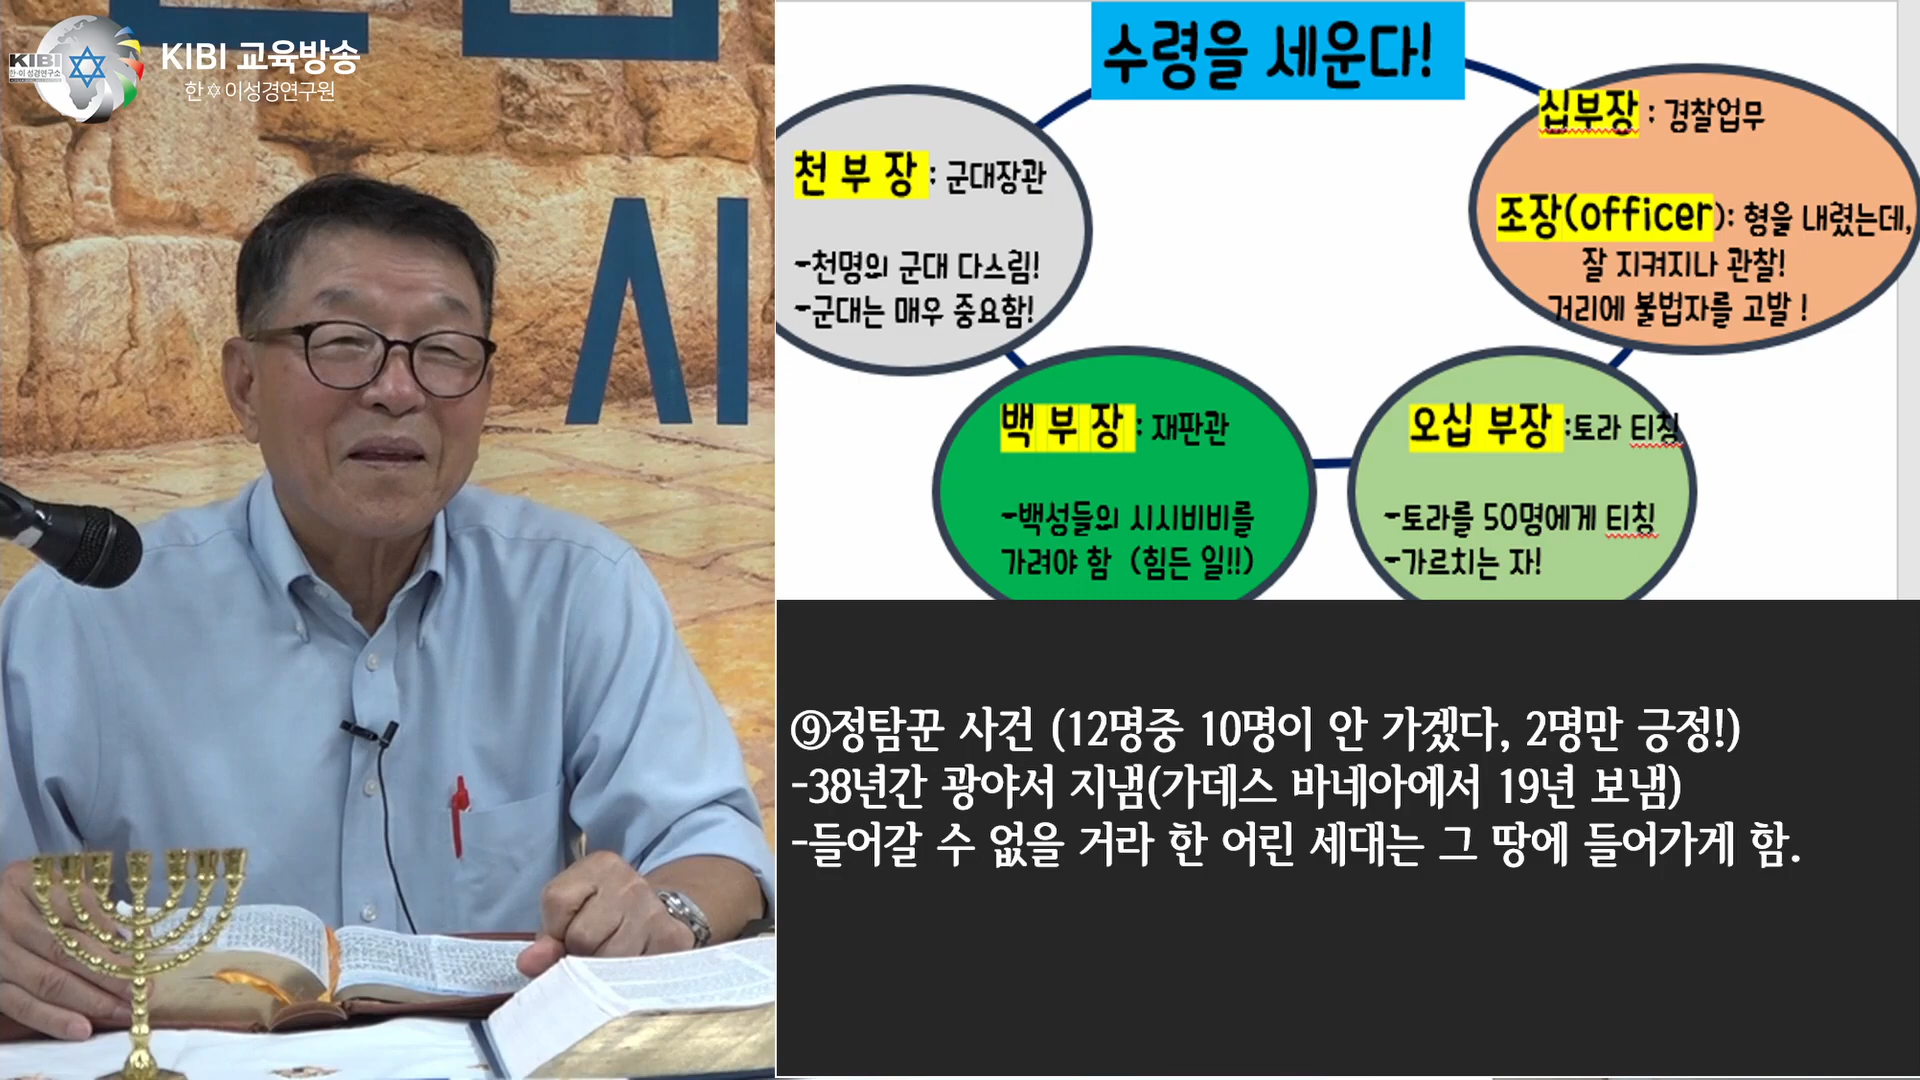 KIBI 교육방송
한✡이성경연구원
KIBI
한·이 성경연구소
시
수령을 세운다!
천 부 장 : 군대장관
-천명의 군대 다스림!
-군대는 매우 중요함!
십부장 : 경찰업무
조장(officer): 형을 내렸는데,
잘 지켜지나 관찰!
거리에 불법자를 고발 !
백 부 장 : 재판관
-백성들의 시시비비를
가려야 함 (힘든 일!!)
오십 부장 :토라 티칭
-토라를 50명에게 티칭
-가르치는 자!
⑨정탐꾼 사건 (12명중 10명이 안 가겠다, 2명만 긍정!)
-38년간 광야서 지냄(가데스 바네아에서 19년 보냄)
-들어갈 수 없을 거라 한 어린 세대는 그 땅에 들어가게 함.